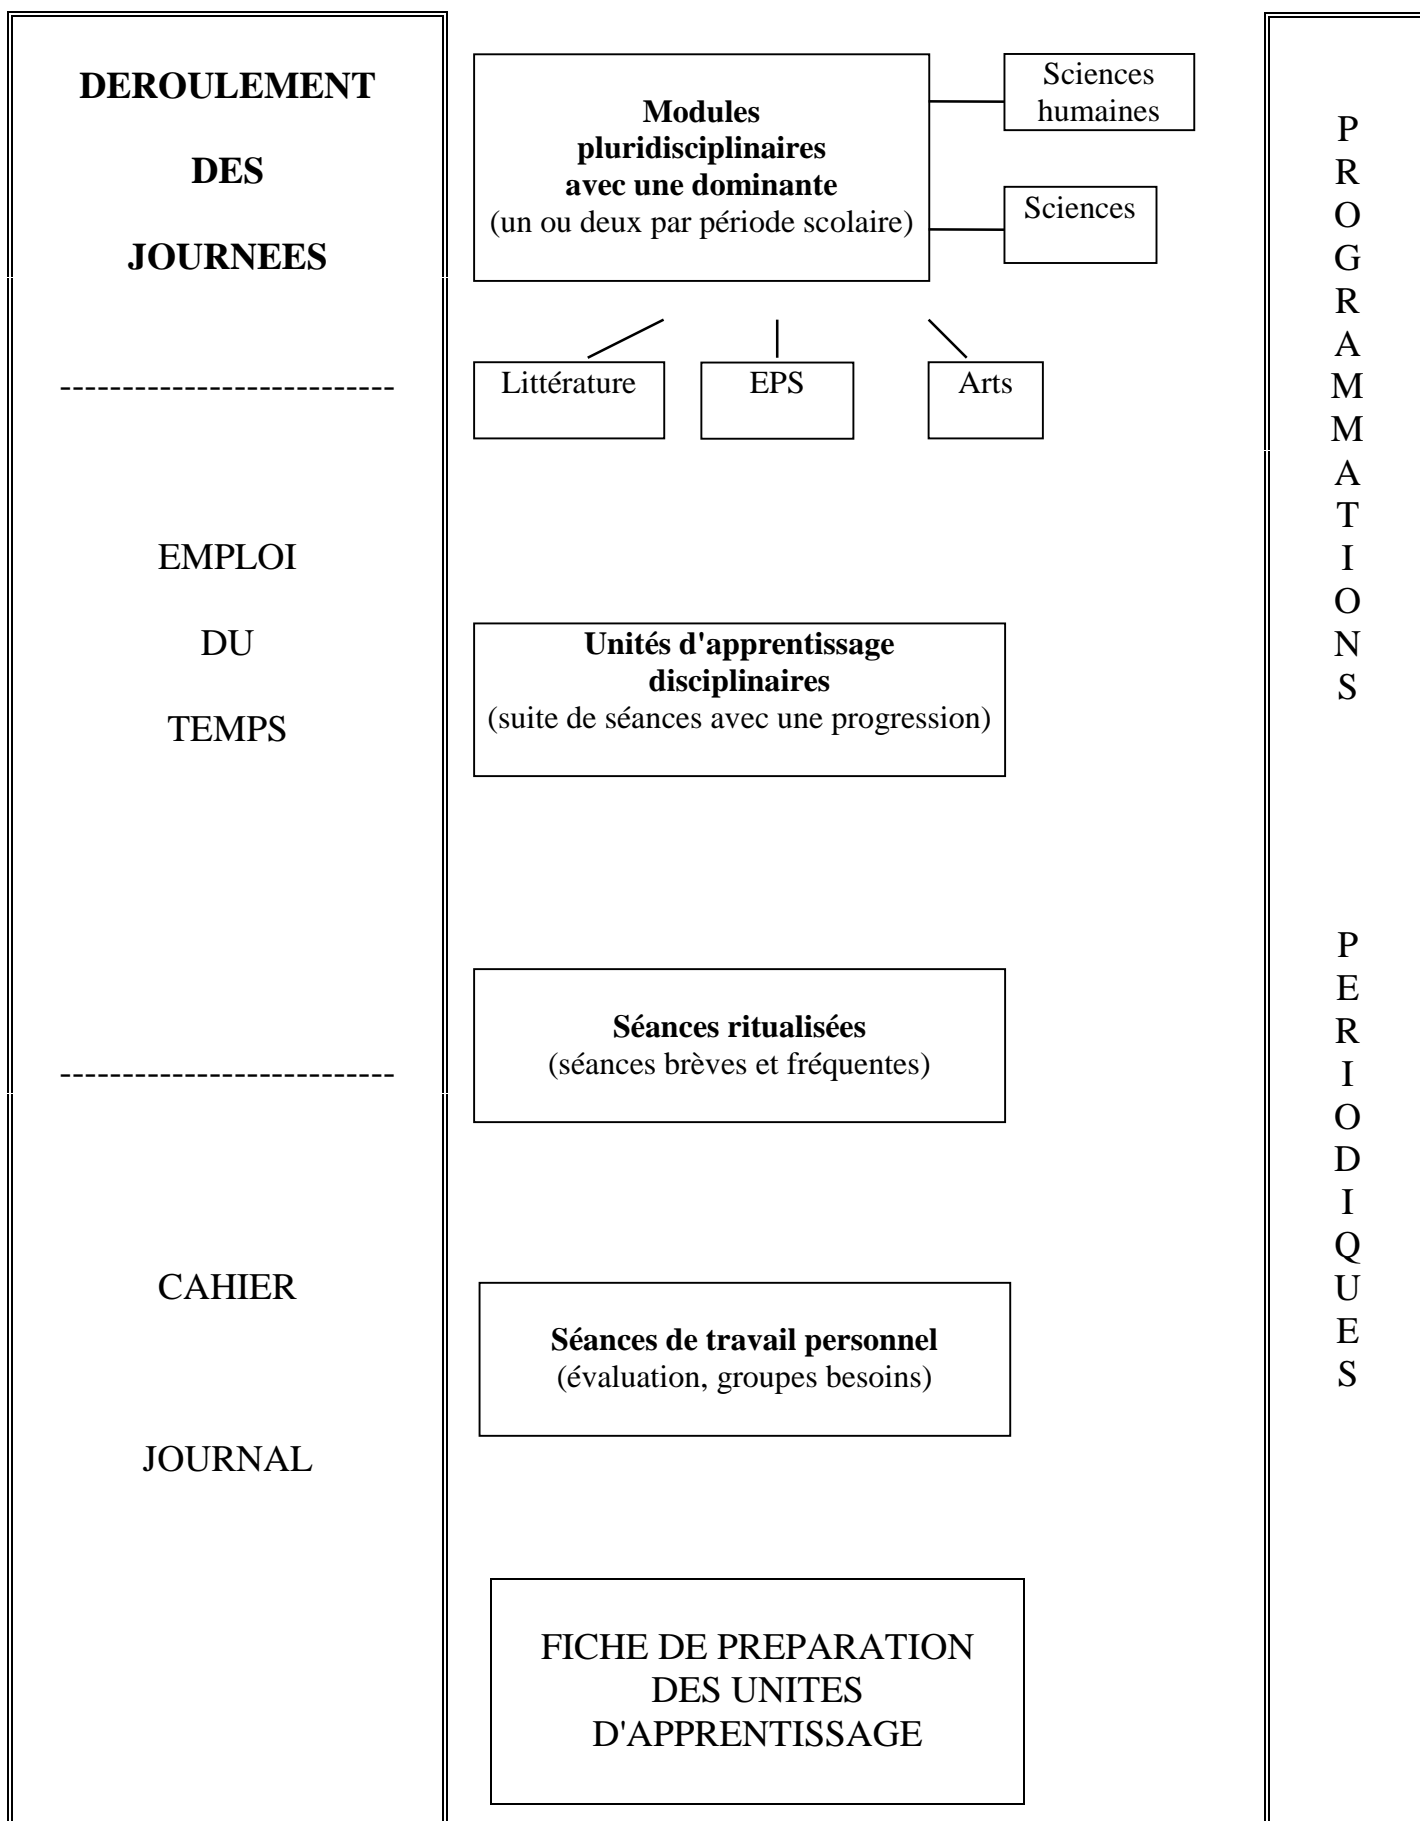 DEROULEMENT
DES
JOURNEES
---------------------------
EMPLOI
DU
TEMPS
---------------------------
CAHIER
JOURNAL
Modules
pluridisciplinaires
avec une dominante
(un ou deux par période scolaire)
Sciences
humaines
Sciences
Littérature
EPS
Arts
Unités d'apprentissage
disciplinaires
(suite de séances avec une progression)
Séances ritualisées
(séances brèves et fréquentes)
Séances de travail personnel
(évaluation, groupes besoins)
FICHE DE PREPARATION
DES UNITES
D'APPRENTISSAGE
P
R
O
G
R
A
M
M
A
T
I
O
N
S
P
E
R
I
O
D
I
Q
U
E
S